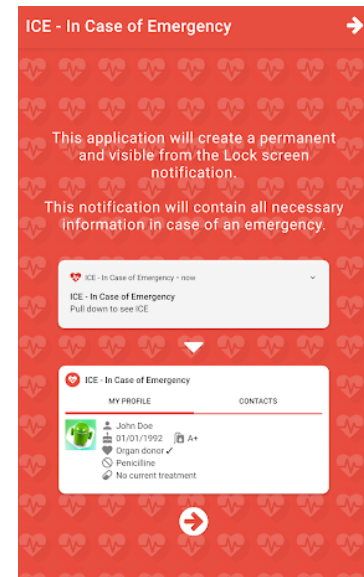 ICE - In Case of Emergency
This application will create a permanent
and visible from the Lock screen
notification.
This notification will contain all necessary
information in case of an emergency.
ICE - In Case of Emergency • now
ICE - In Case of Emergency
Pull down to see ICE
ICE - In Case of Emergency
MY PROFILE CONTACTS
John Doe
01/01/1992 A+
Organ donor ✓
Penicilline
No current treatment